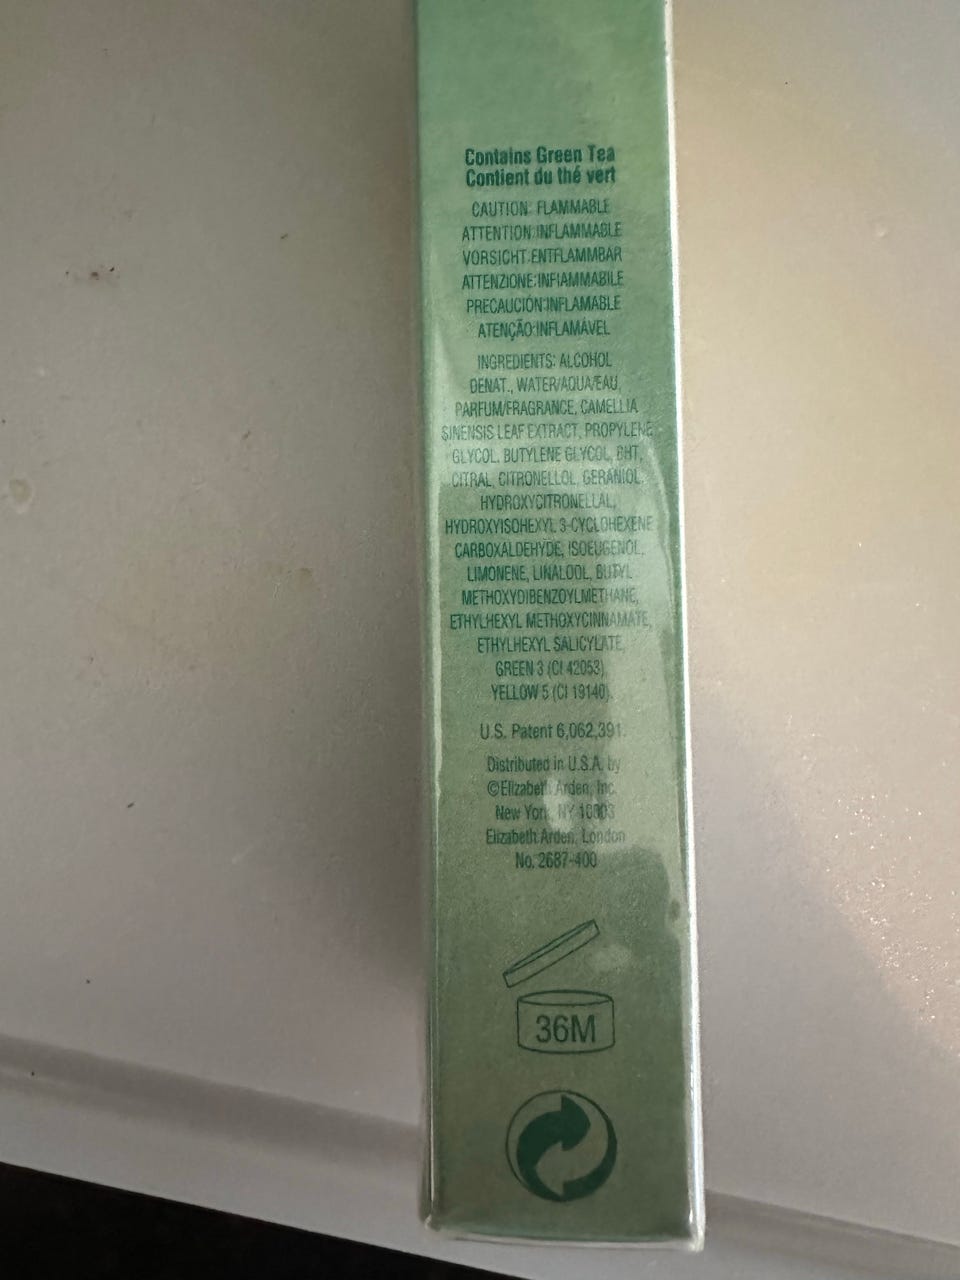 Contains Green Tea
Contient du thé vert
CAUTION: FLAMMABLE
ATTENTION:INFLAMMABLE
VORSICHT:ENTFLAMMBAR
ATTENZIONE:INFIAMMABILE
PRECAUCIÓN:INFLAMABLE
ATENÇÃO:INFLAMÁVEL
INGREDIENTS: ALCOHOL
DENAT., WATER/AQUA/EAU,
PARFUM/FRAGRANCE, CAMELLIA
SINENSIS LEAF EXTRACT, PROPYLENE
GLYCOL, BUTYLENE GLYCOL, BHT,
CITRAL, CITRONELLOL, GERANIOL,
HYDROXYCITRONELLAL,
HYDROXYISOHEXYL 3-CYCLOHEXENE
CARBOXALDEHYDE, ISOEUGENOL,
LIMONENE, LINALOOL, BUTYL
METHOXYDIBENZOYLMETHANE,
ETHYLHEXYL METHOXYCINNAMATE,
ETHYLHEXYL SALICYLATE,
GREEN 3 (CI 42053),
YELLOW 5 (CI 19140).
U.S. Patent 6,062,391.
Distributed in U.S.A. by
©Elizabeth Arden, Inc.
New York, NY 10003
Elizabeth Arden, London
No. 2687-400
36M